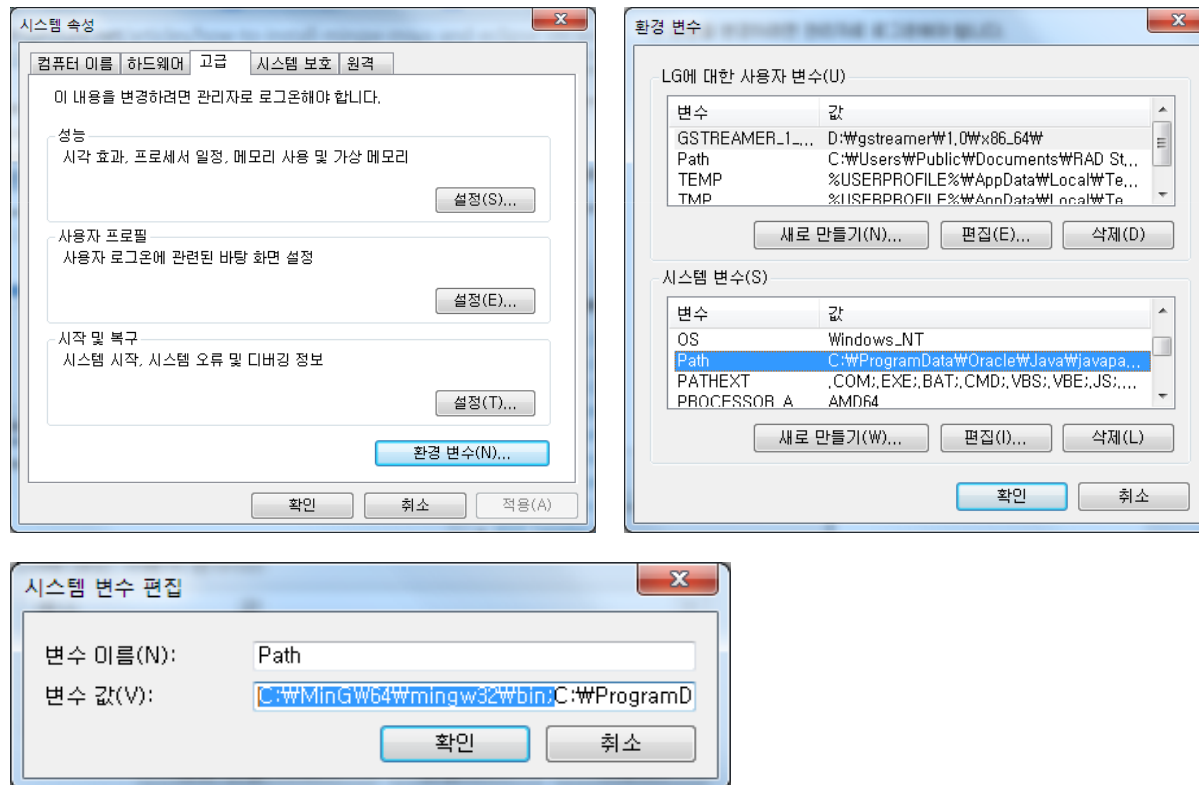 시스템 속성
컴퓨터 이름 하드웨어 고급 시스템 보호 원격
이 내용을 변경하려면 관리자로 로그온해야 합니다.
성능
시각 효과, 프로세서 일정, 메모리 사용 및 가상 메모리
설정(S)...
사용자 프로필
사용자 로그온에 관련된 바탕 화면 설정
설정(E)...
시작 및 복구
시스템 시작, 시스템 오류 및 디버깅 정보
설정(T)...
환경 변수(N)...
확인 취소 적용(A)
환경 변수
LG에 대한 사용자 변수(U)
변수 값
GSTREAMER_1_... D:₩gstreamer₩1.0₩x86_64₩
Path C:₩Users₩Public₩Documents₩RAD St...
TEMP %USERPROFILE%₩AppData₩Local₩Te...
TMP %USERPROFILE%₩AppData₩Local₩Te
새로 만들기(N)... 편집(E)... 삭제(D)
시스템 변수(S)
변수 값
OS Windows_NT
Path C:₩ProgramData₩Oracle₩Java₩javapa...
PATHEXT .COM;.EXE;.BAT;.CMD;.VBS;.VBE;.JS;....
PROCESSOR_A AMD64
새로 만들기(W)... 편집(I)... 삭제(L)
확인 취소
시스템 변수 편집
변수 이름(N): Path
변수 값(V): C:₩MinGW64₩mingw32₩bin;C:₩ProgramD
확인 취소